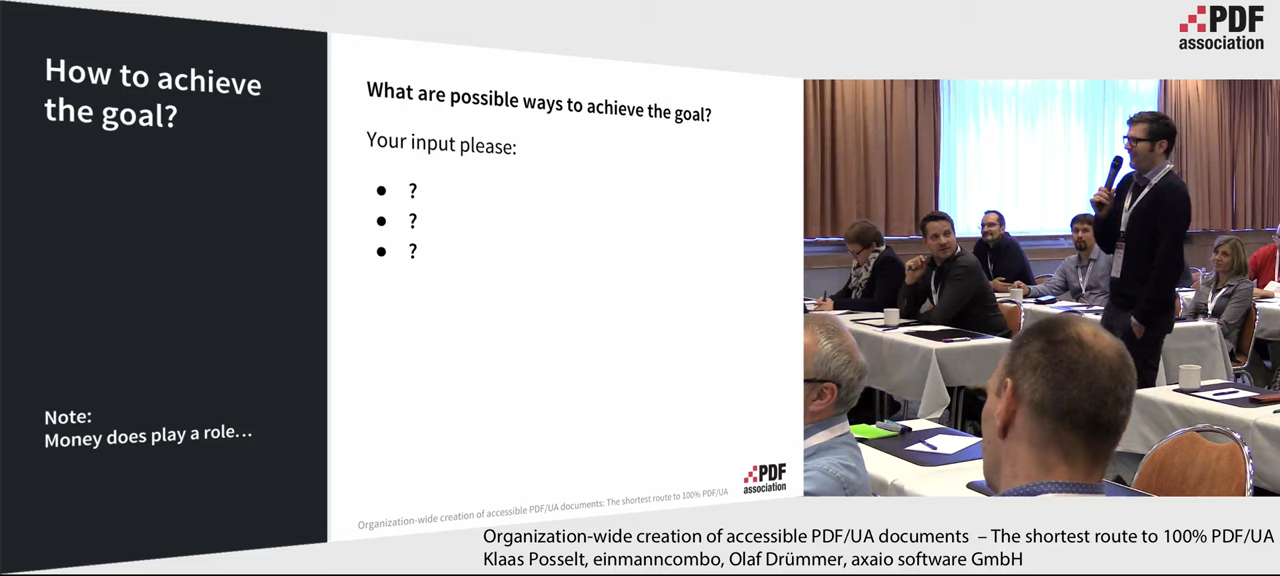 PDF
association
How to achieve
the goal?
Note:
Money does play a role...
What are possible ways to achieve the goal?
Your input please:
● ?
● ?
● ?
PDF
association
Organization-wide creation of accessible PDF/UA documents: The shortest route to 100% PDF/UA
Organization-wide creation of accessible PDF/UA documents – The shortest route to 100% PDF/UA
Klaas Posselt, einmanncombo, Olaf Drümmer, axaio software GmbH